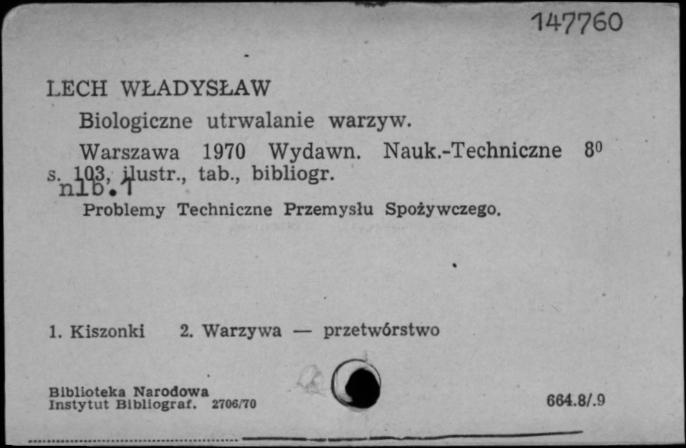 147760
LECH WŁADYSŁAW
Biologiczne utrwalanie warzyw.
Warszawa 1970 Wydawn. Nauk.-Techniczne 8⁰
s. 103, ilustr., tab., bibliogr.
nlb. 1
Problemy Techniczne Przemysłu Spożywczego.
1. Kiszonki 2. Warzywa — przetwórstwo
Biblioteka Narodowa
Instytut Bibliograf. 2706/70
664.8/.9